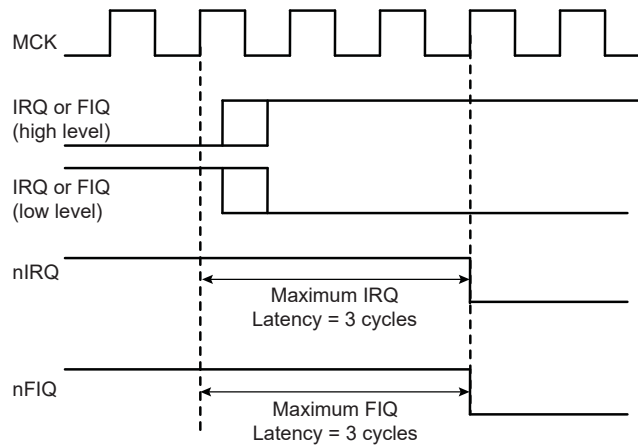 MCK
IRQ or FIQ
(high level)
IRQ or FIQ
(low level)
nIRQ
Maximum IRQ
Latency = 3 cycles
nFIQ
Maximum FIQ
Latency = 3 cycles